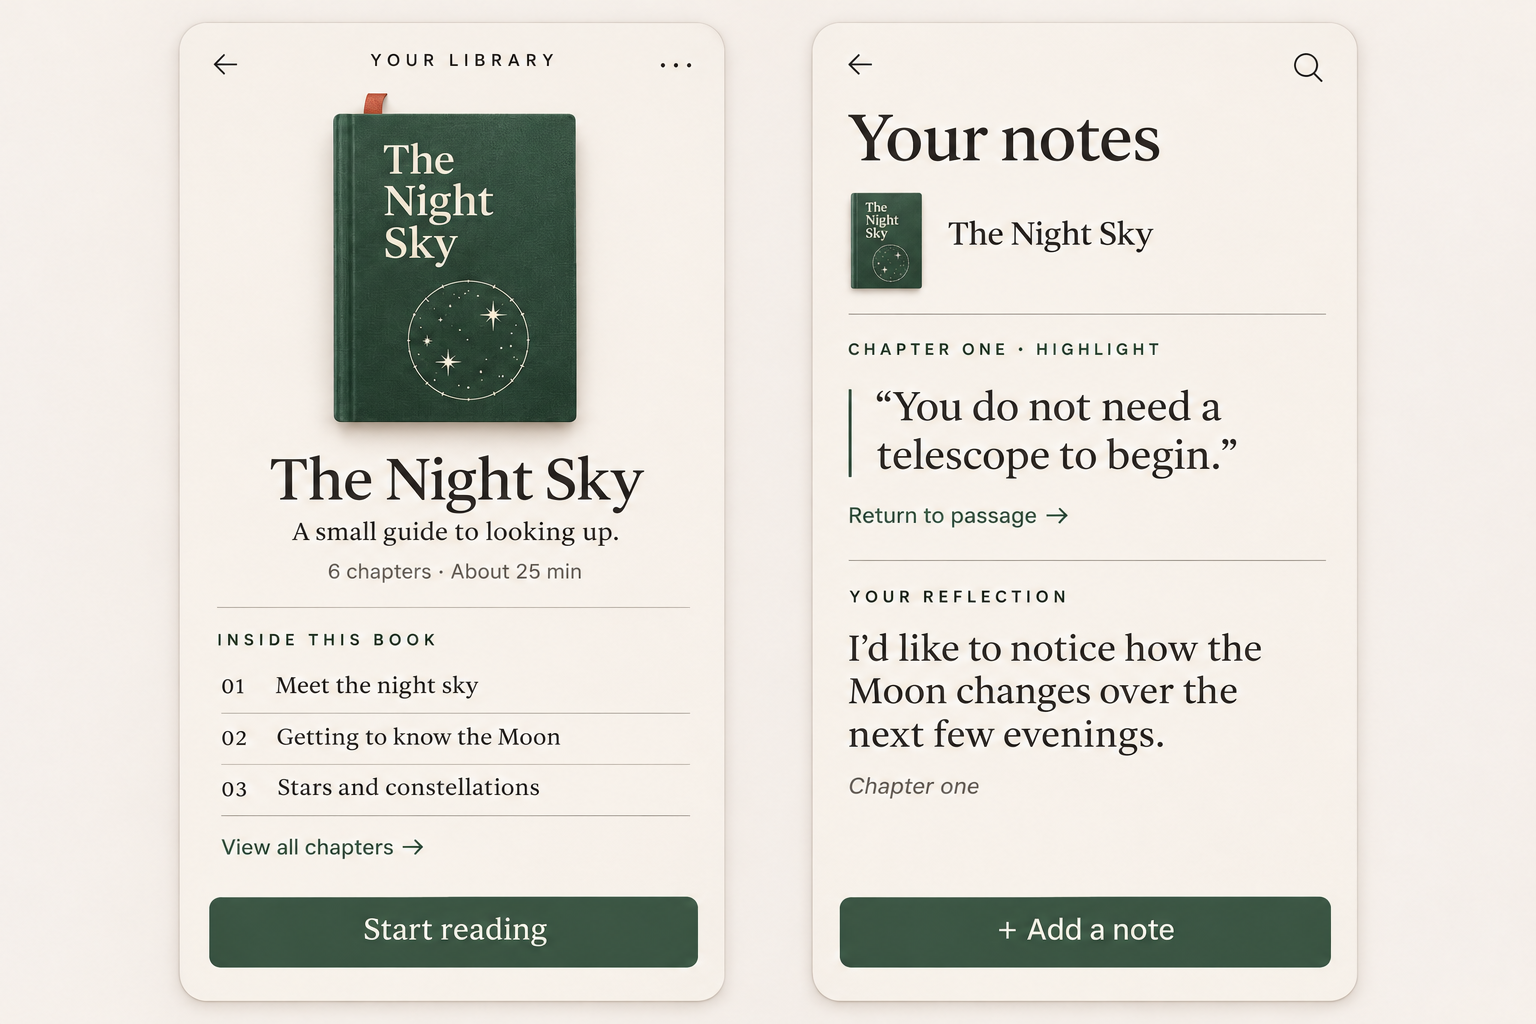 YOUR LIBRARY
The
Night
Sky
The Night Sky
A small guide to looking up.
6 chapters · About 25 min
INSIDE THIS BOOK
01 Meet the night sky
02 Getting to know the Moon
03 Stars and constellations
View all chapters →
Start reading
Your notes
The
Night
Sky
The Night Sky
CHAPTER ONE · HIGHLIGHT
“You do not need a
telescope to begin.”
Return to passage →
YOUR REFLECTION
I’d like to notice how the
Moon changes over the
next few evenings.
Chapter one
+ Add a note